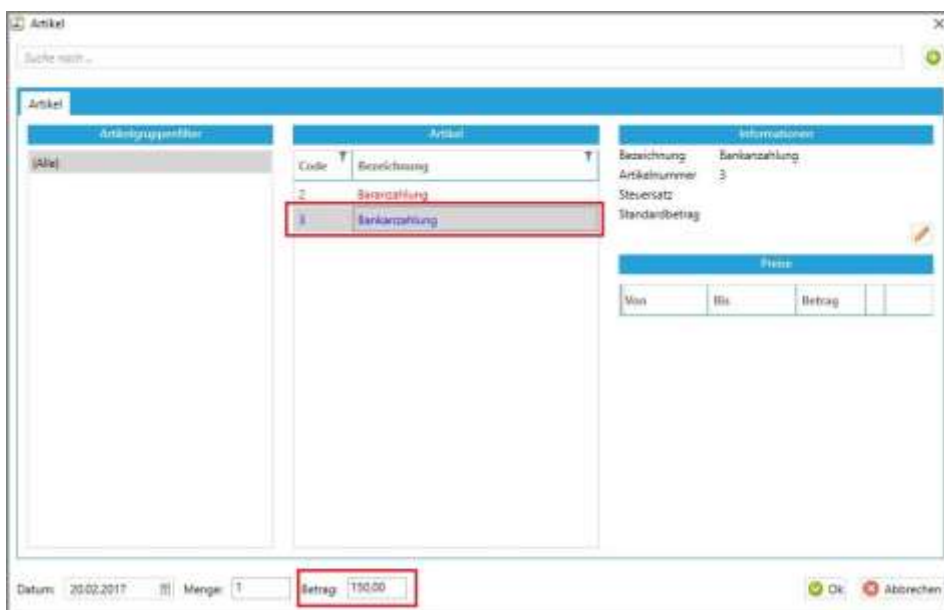 Artikel
Suche nach ...
Artikel
Artikelgruppenfilter
(Alle)
Artikel
Code Bezeichnung
2 Baranzahlung
3 Bankanzahlung
Informationen
Bezeichnung Bankanzahlung
Artikelnummer 3
Steuersatz
Standardbetrag
Preise
Von Bis Betrag
Datum: 20.02.2017 Menge: 1 Betrag: 150,00 Ok Abbrechen